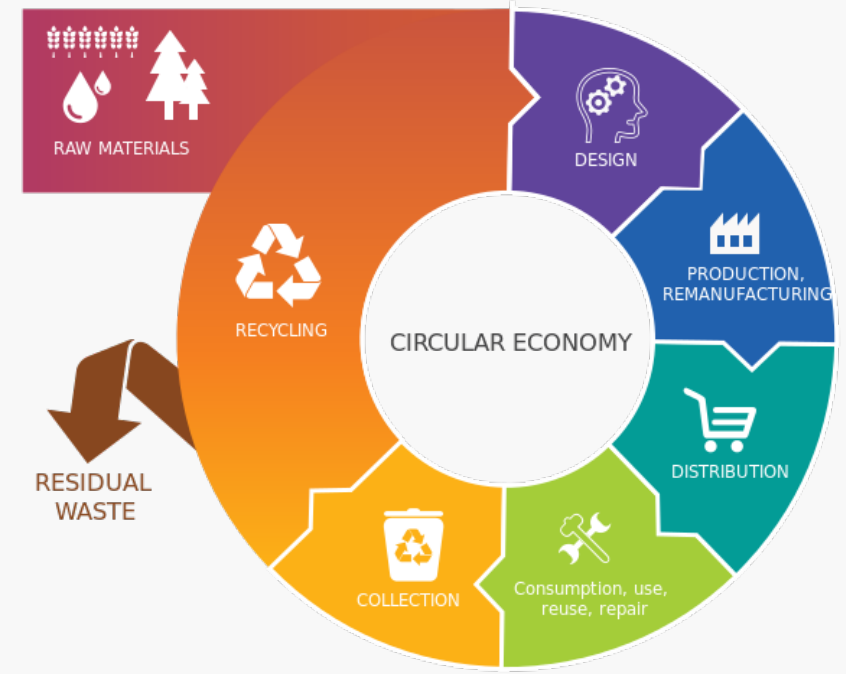 RAW MATERIALS
DESIGN
PRODUCTION,
REMANUFACTURING
RECYCLING
CIRCULAR ECONOMY
DISTRIBUTION
RESIDUAL
WASTE
Consumption, use,
reuse, repair
COLLECTION